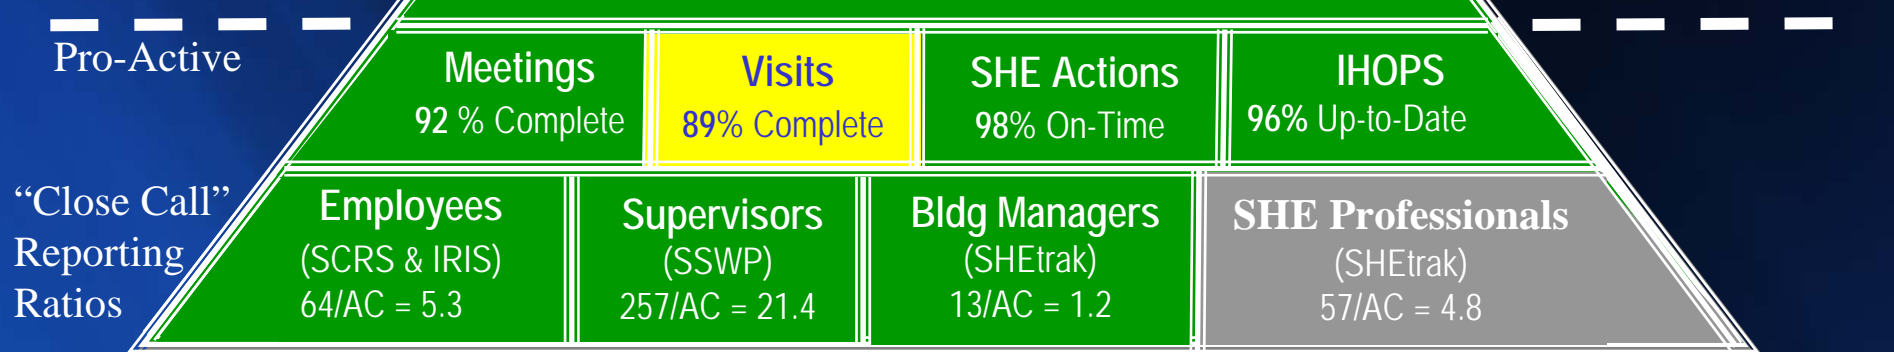 Pro-Active
Meetings
92 % Complete
Visits
89% Complete
SHE Actions
98% On-Time
IHOPS
96% Up-to-Date
“Close Call”
Reporting
Ratios
Employees
(SCRS & IRIS)
64/AC = 5.3
Supervisors
(SSWP)
257/AC = 21.4
Bldg Managers
(SHEtrak)
13/AC = 1.2
SHE Professionals
(SHEtrak)
57/AC = 4.8